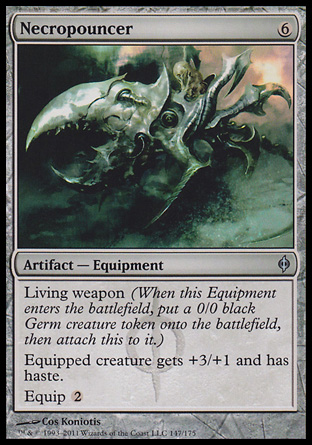 Necropouncer 6
Artifact — Equipment
Living weapon (When this Equipment
enters the battlefield, put a 0/0 black
Germ creature token onto the battlefield,
then attach this to it.)
Equipped creature gets +3/+1 and has
haste.
Equip 2
Cos Koniotis
™ & © 1993–2011 Wizards of the Coast LLC 147/175